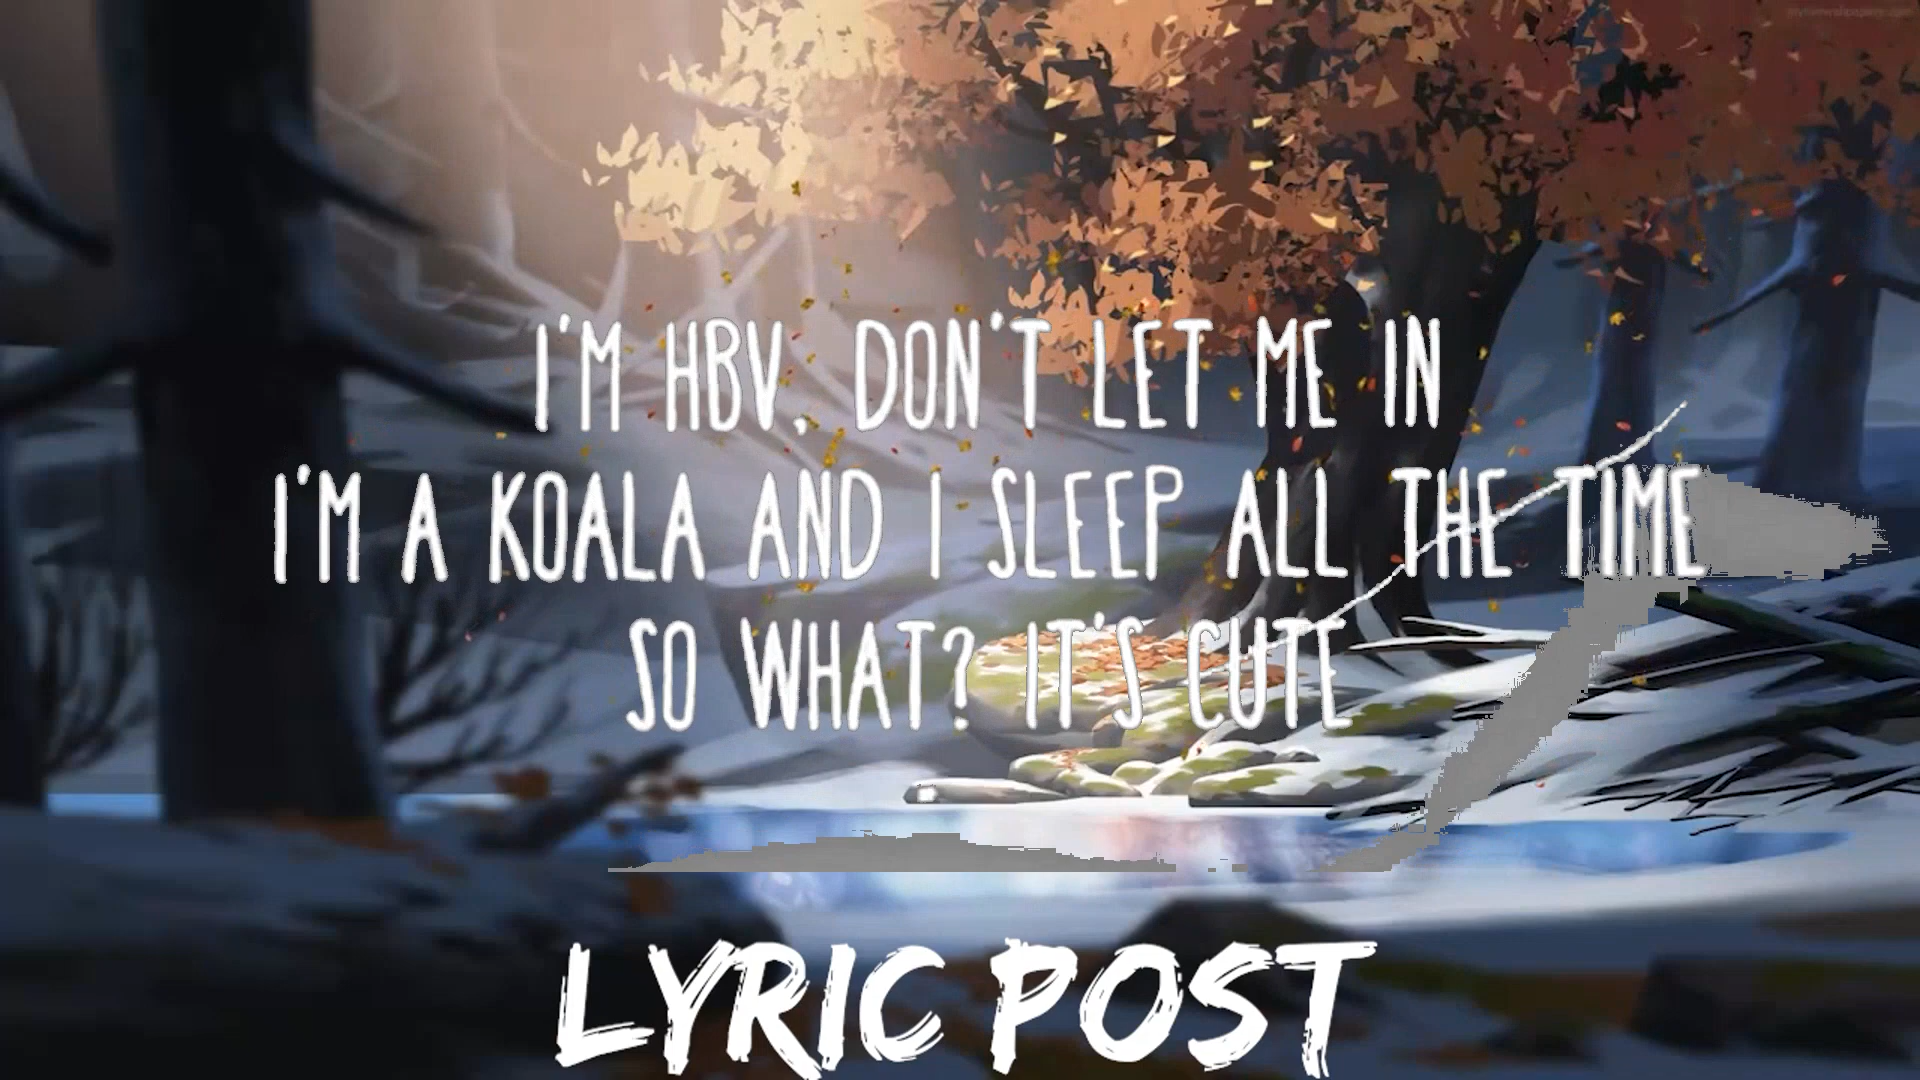 I'M HBV, DON'T LET ME IN
I'M A KOALA AND I SLEEP ALL THE TIME
SO WHAT? IT'S CUTE
LYRIC POST